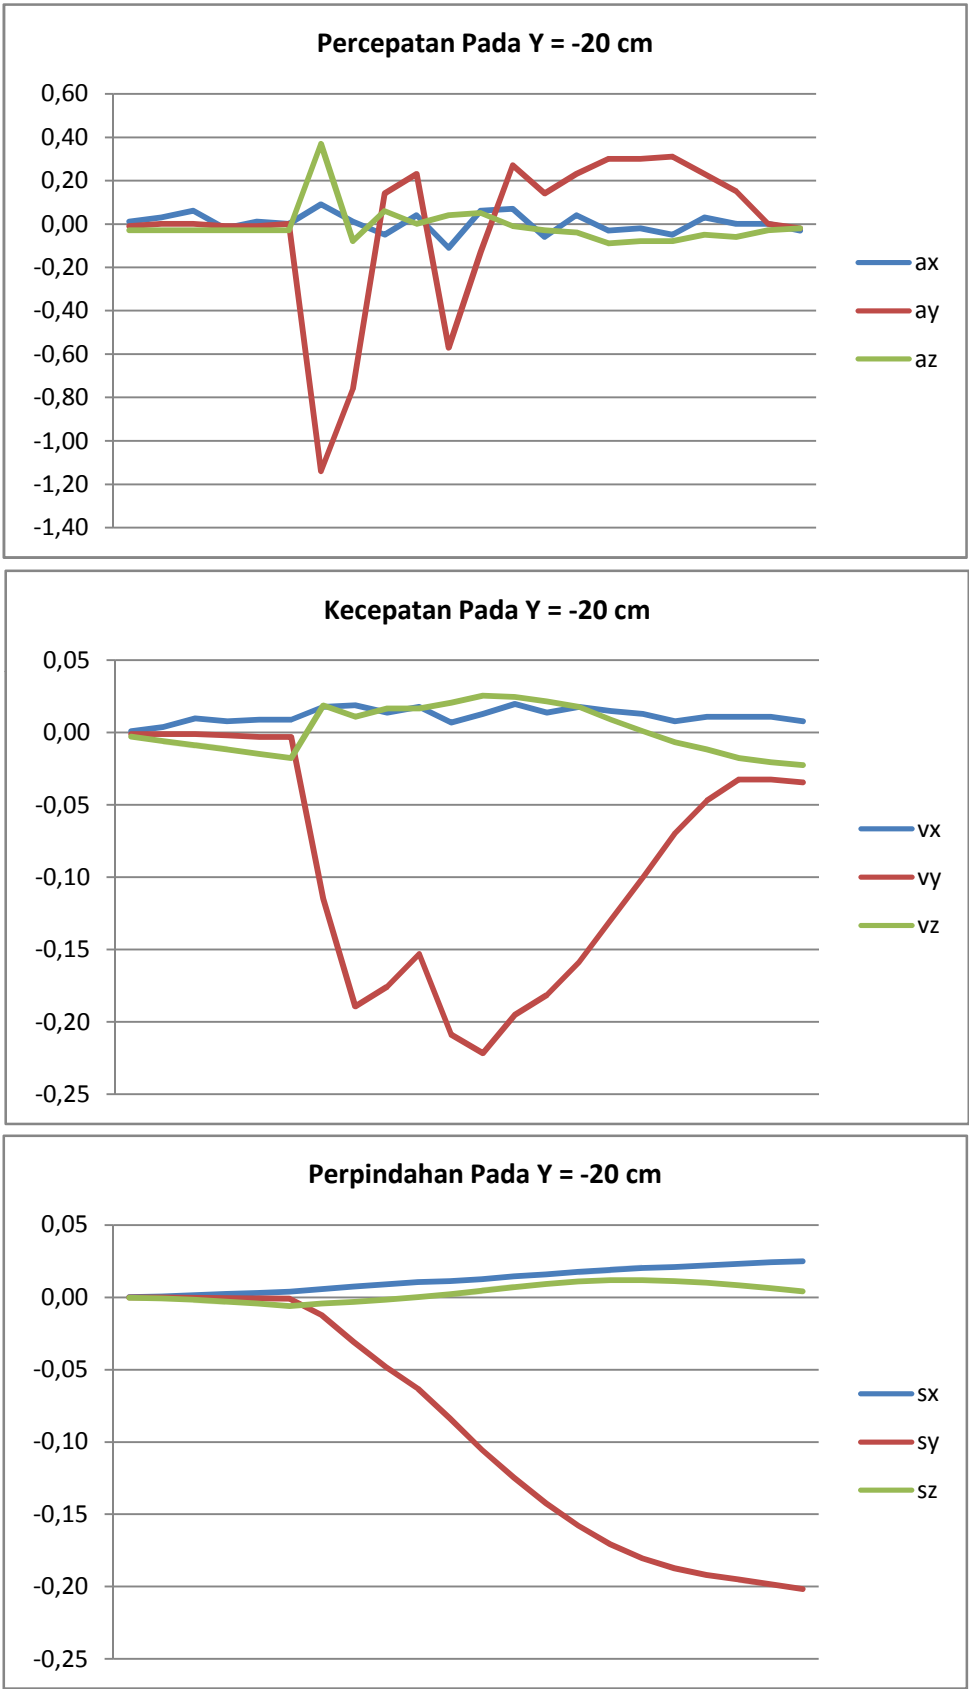 Percepatan Pada Y = -20 cm
0,60
0,40
0,20
0,00
-0,20
-0,40
-0,60
-0,80
-1,00
-1,20
-1,40
ax
ay
az
Kecepatan Pada Y = -20 cm
0,05
0,00
-0,05
-0,10
-0,15
-0,20
-0,25
vx
vy
vz
Perpindahan Pada Y = -20 cm
0,05
0,00
-0,05
-0,10
-0,15
-0,20
-0,25
sx
sy
sz